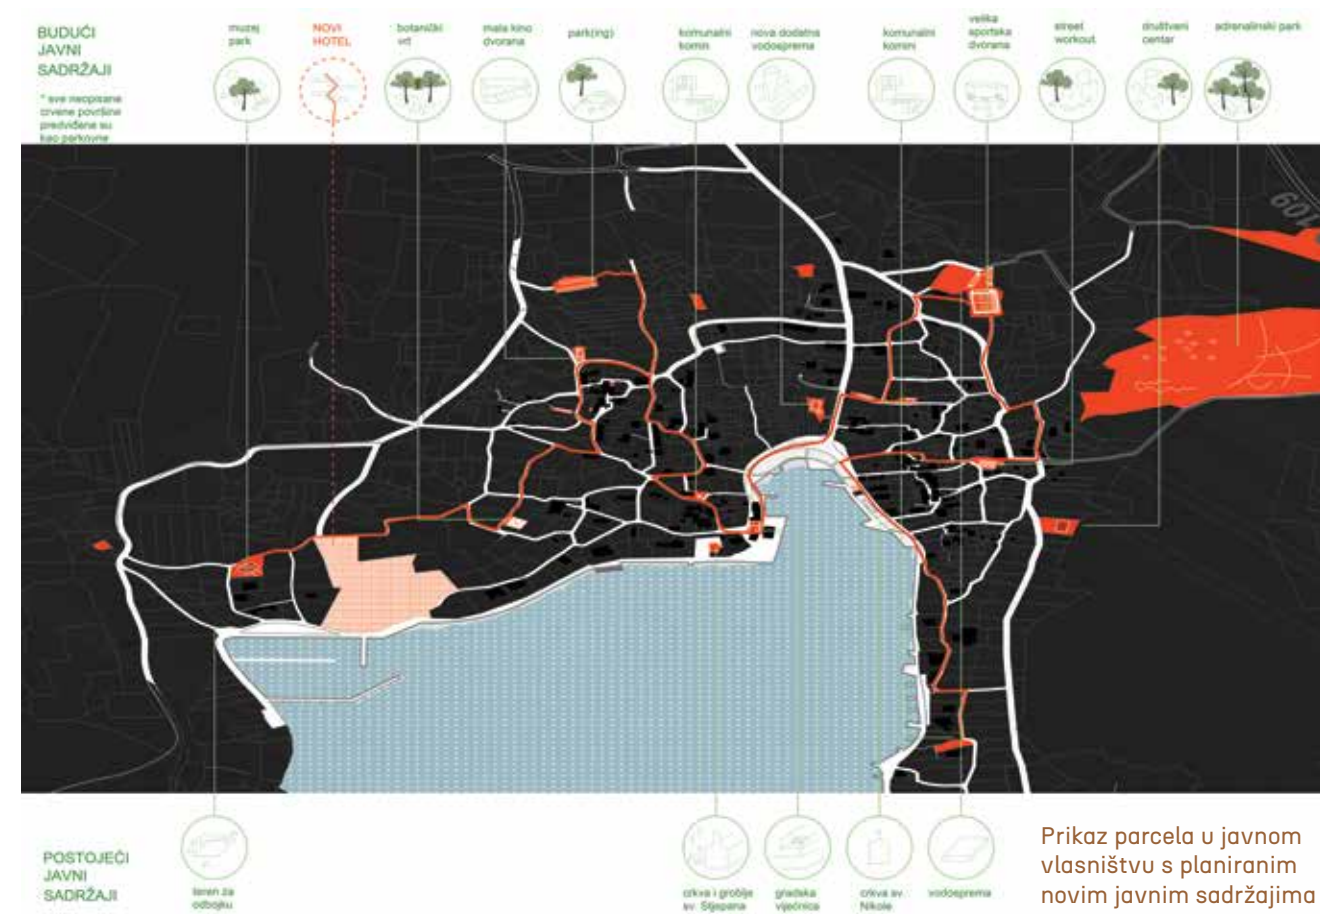 BUDUĆI
JAVNI
SADRŽAJI
* sve neopisane
crvene površine
predviđene su
kao parkovne
muzej
park
NOVI
HOTEL
botanički
vrt
mala kino
dvorana
park(ing)
komunalni
komin
nova dodatna
vodosprema
komunalni
komin
velika
sportska
dvorana
street
workout
društveni
centar
adrenalinski park
609
POSTOJEĆI
JAVNI
SADRŽAJI
teren za
odbojku
crkva i groblje
sv. Stjepana
gradska
vijećnica
crkva sv.
Nikole
vodosprema
Prikaz parcela u javnom
vlasništvu s planiranim
novim javnim sadržajima